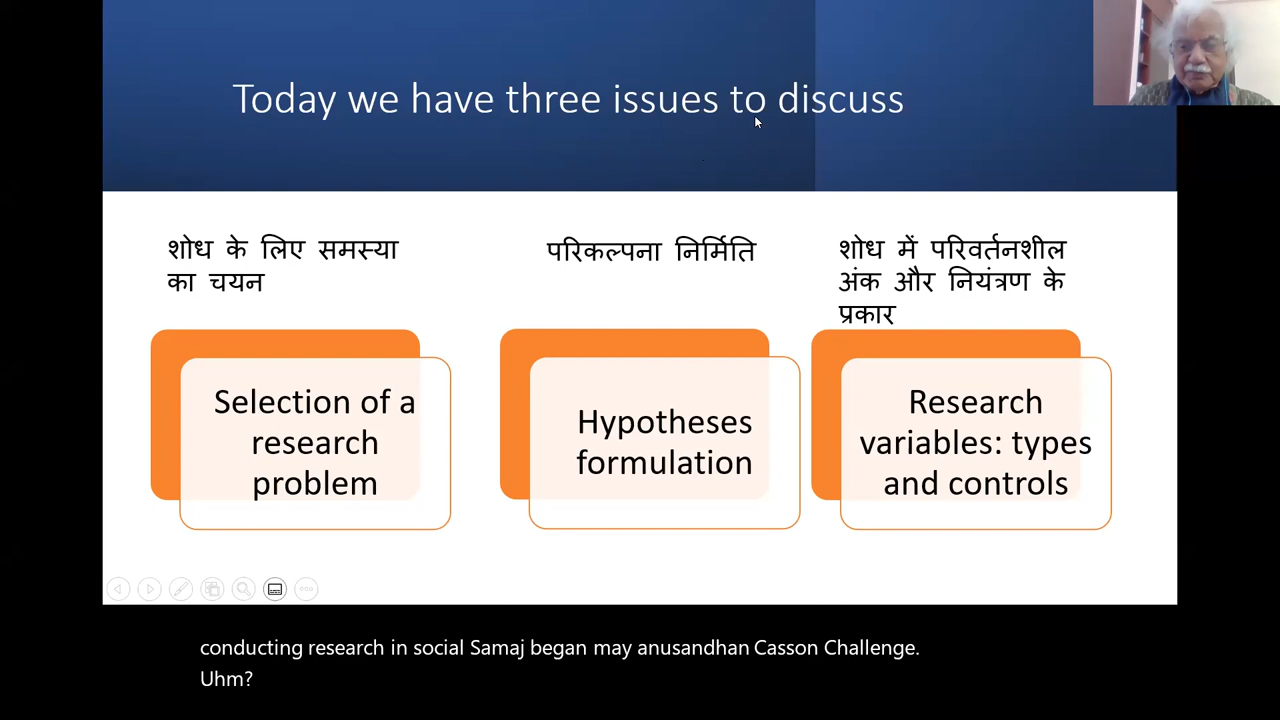 Today we have three issues to discuss
शोध के लिए समस्या
का चयन
परिकल्पना निर्मिति
शोध में परिवर्तनशील
अंक और नियंत्रण के
प्रकार
Selection of a
research
problem
Hypotheses
formulation
Research
variables: types
and controls
conducting research in social Samaj began may anusandhan Casson Challenge.
Uhm?